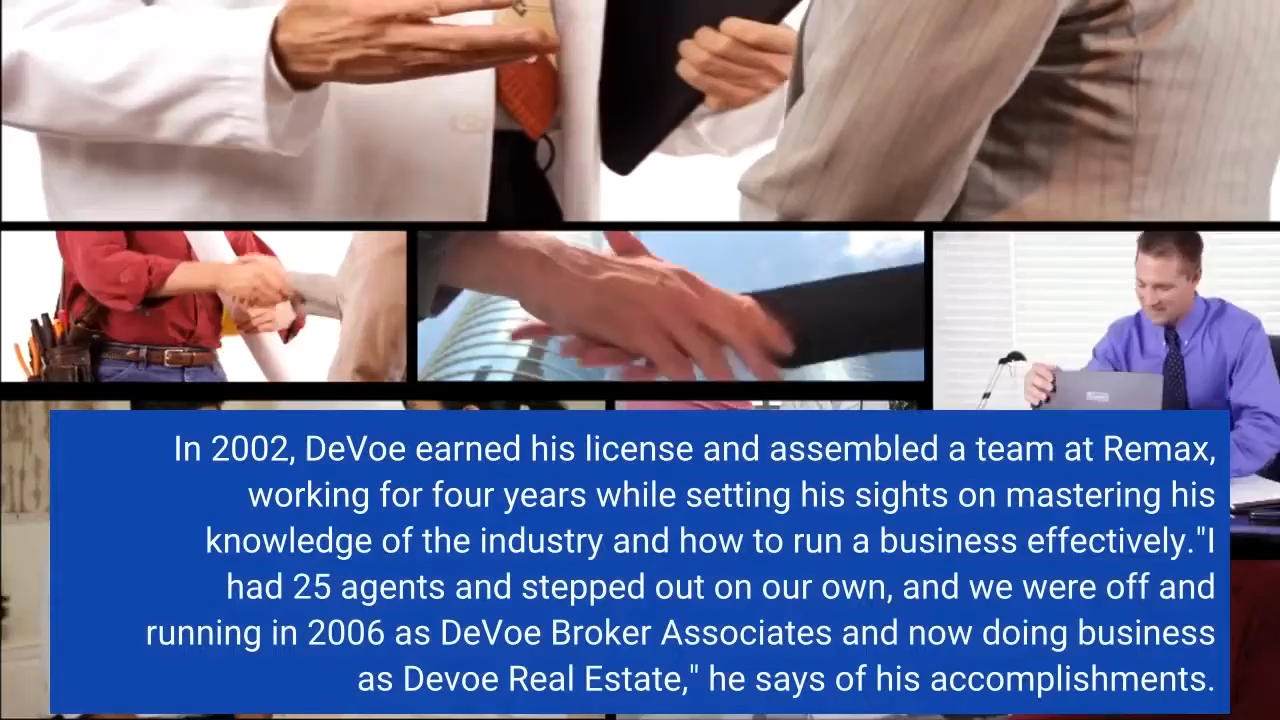 In 2002, DeVoe earned his license and assembled a team at Remax,
working for four years while setting his sights on mastering his
knowledge of the industry and how to run a business effectively."I
had 25 agents and stepped out on our own, and we were off and
running in 2006 as DeVoe Broker Associates and now doing business
as Devoe Real Estate," he says of his accomplishments.